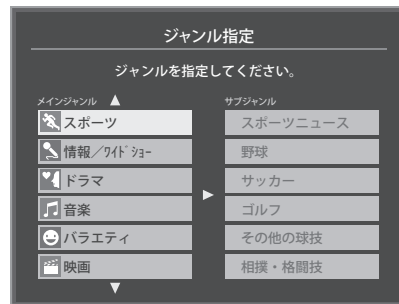 ジャンル指定
ジャンルを指定してください。
メインジャンル
スポーツ
情報／ﾜｲﾄﾞｼｮｰ
ドラマ
音楽
バラエティ
映画
サブジャンル
スポーツニュース
野球
サッカー
ゴルフ
その他の球技
相撲・格闘技